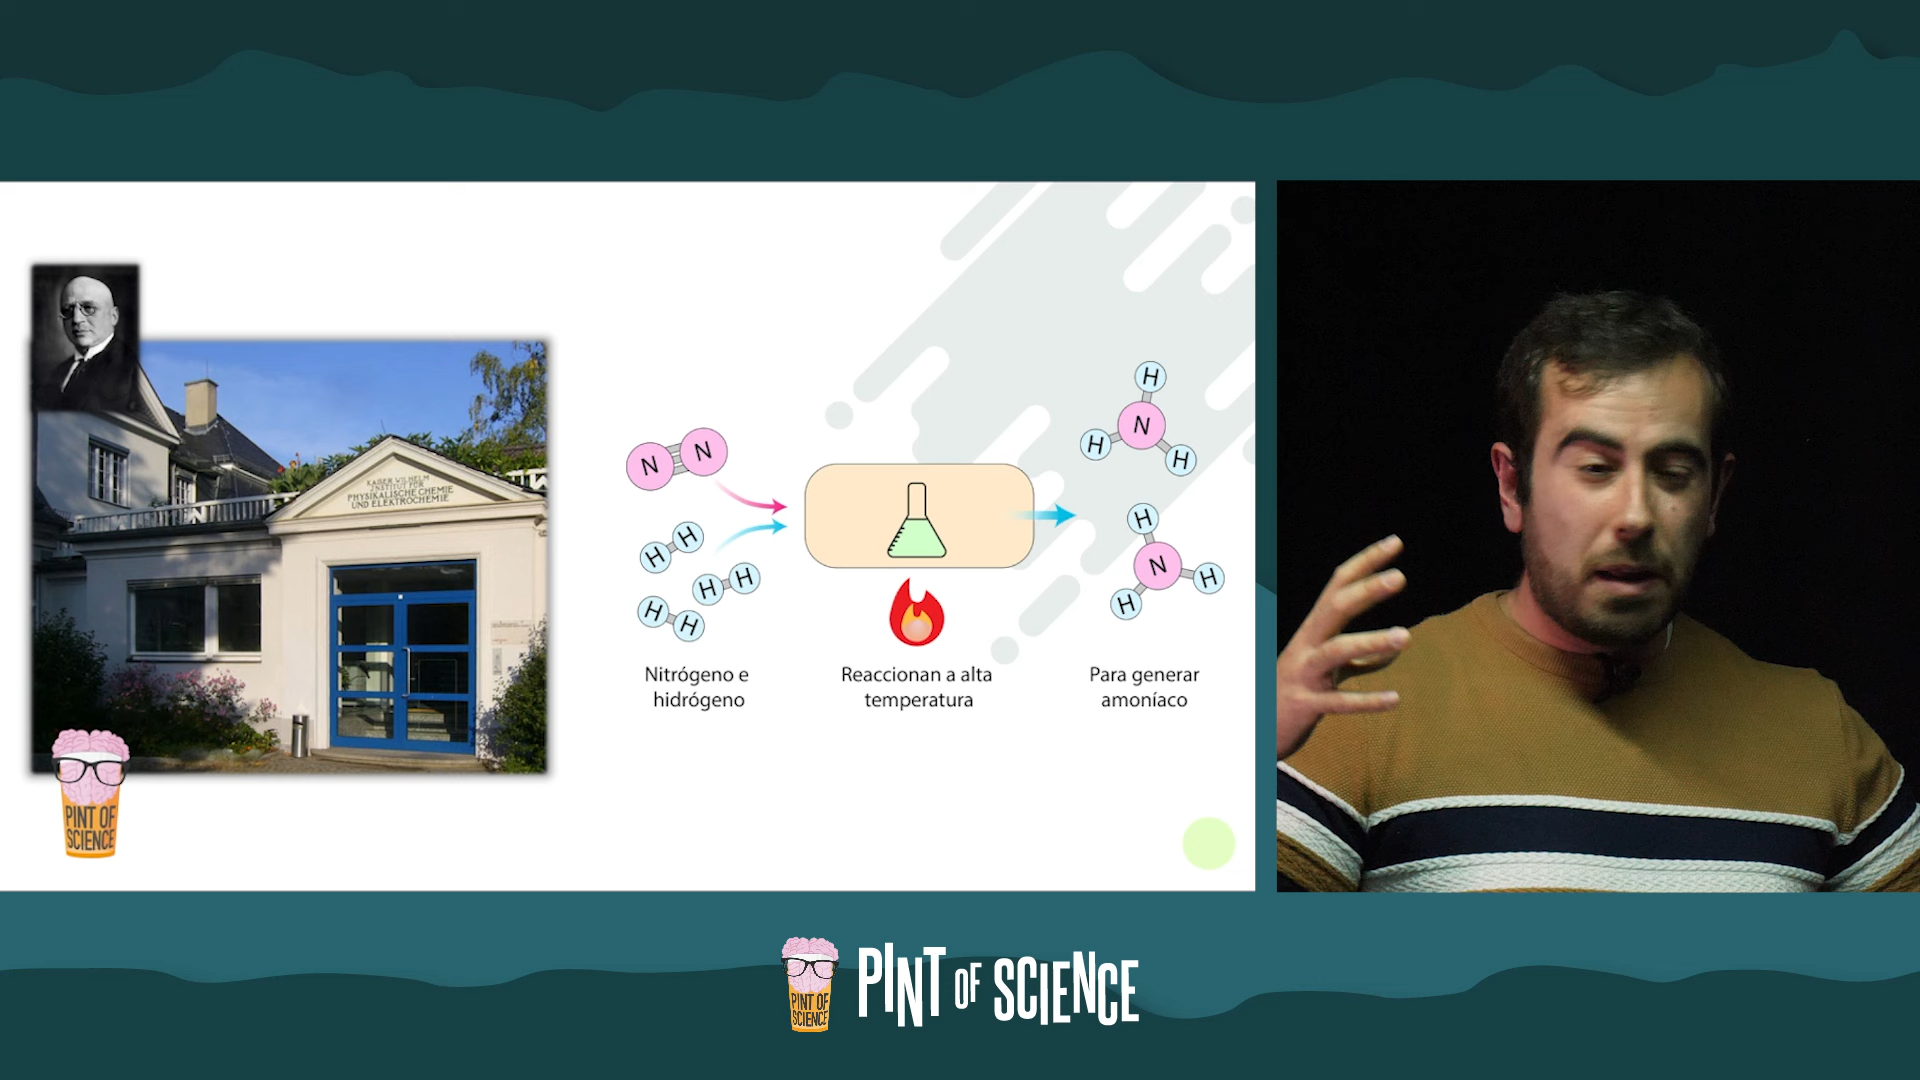 KAISER WILHELM
INSTITUT FÜR
PHYSIKALISCHE CHEMIE
UND ELEKTROCHEMIE
N N
H H
H H
H H
H
N
H H
H
N
H H
Nitrógeno e
hidrógeno
Reaccionan a alta
temperatura
Para generar
amoníaco
PINT OF
SCIENCE
PINT OF
SCIENCE
PINT OF SCIENCE